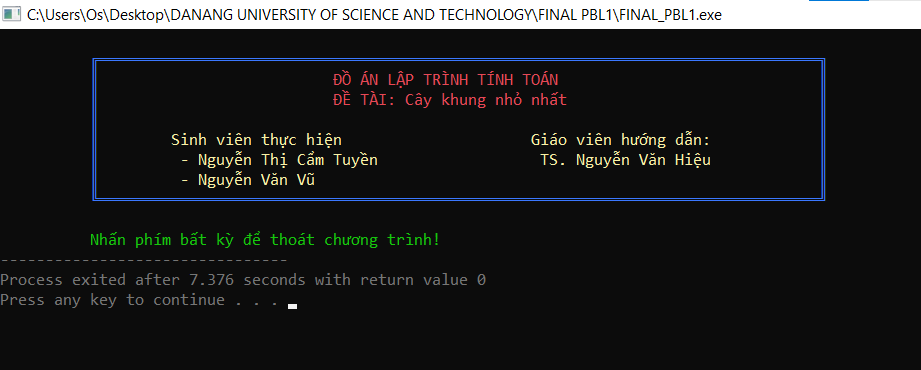 C:\Users\Os\Desktop\DANANG UNIVERSITY OF SCIENCE AND TECHNOLOGY\FINAL PBL1\FINAL_PBL1.exe
ĐỒ ÁN LẬP TRÌNH TÍNH TOÁN
ĐỀ TÀI: Cây khung nhỏ nhất
Sinh viên thực hiện Giáo viên hướng dẫn:
- Nguyễn Thị Cẩm Tuyền TS. Nguyễn Văn Hiệu
- Nguyễn Văn Vũ
Nhấn phím bất kỳ để thoát chương trình!
--------------------------------
Process exited after 7.376 seconds with return value 0
Press any key to continue . . .